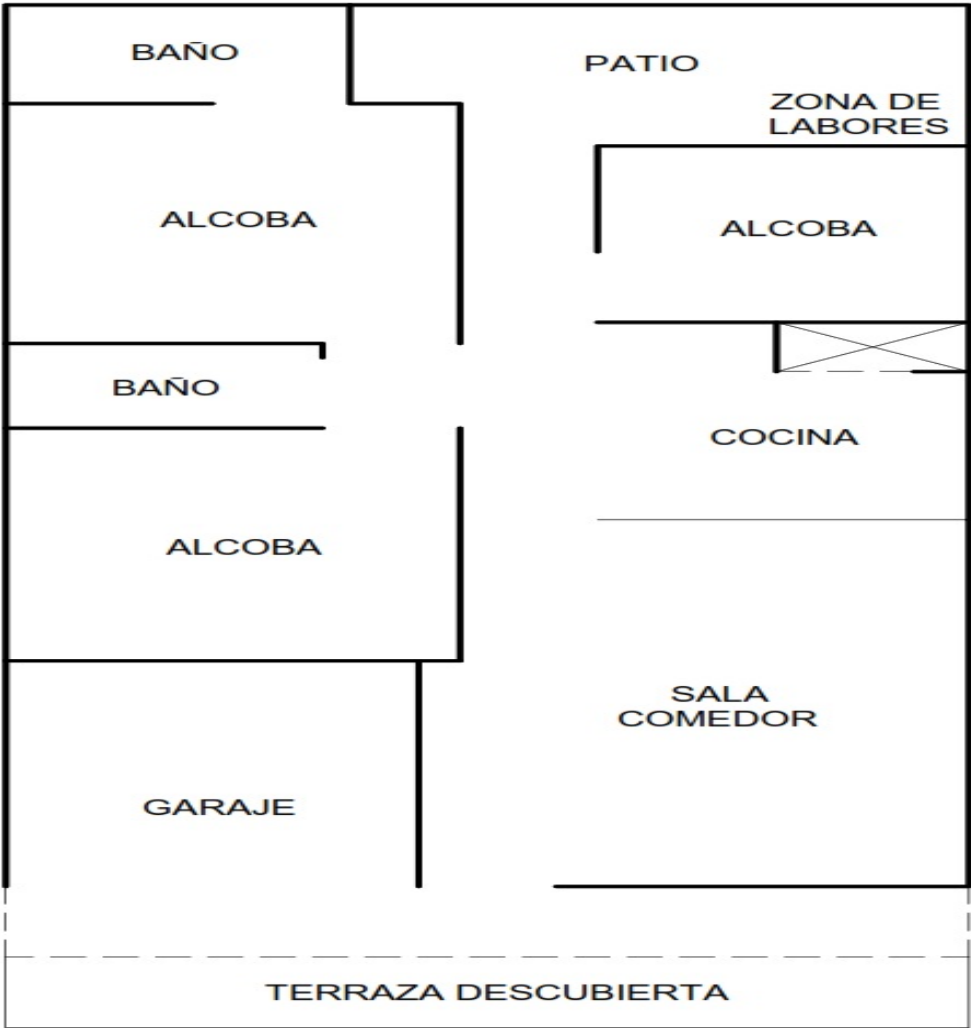 BAÑO
PATIO
ZONA DE
LABORES
ALCOBA
ALCOBA
BAÑO
COCINA
ALCOBA
SALA
COMEDOR
GARAJE
TERRAZA DESCUBIERTA